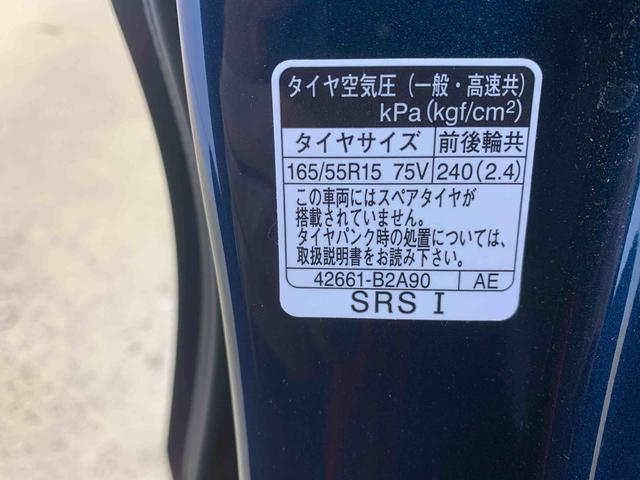 タイヤ空気圧（一般・高速共）
kPa(kgf/cm²)
タイヤサイズ 前後輪共
165/55R15 75V 240(2.4)
この車両にはスペアタイヤが
搭載されていません。
タイヤパンク時の処置については、
取扱説明書をお読み下さい。
42661-B2A90 AE
SRS I